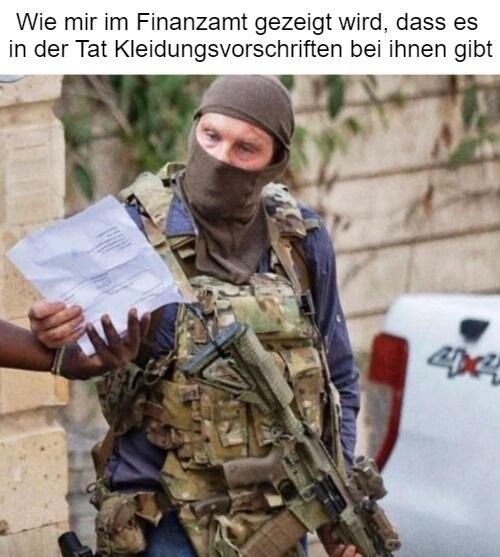 Wie mir im Finanzamt gezeigt wird, dass es
in der Tat Kleidungsvorschriften bei ihnen gibt
4x4